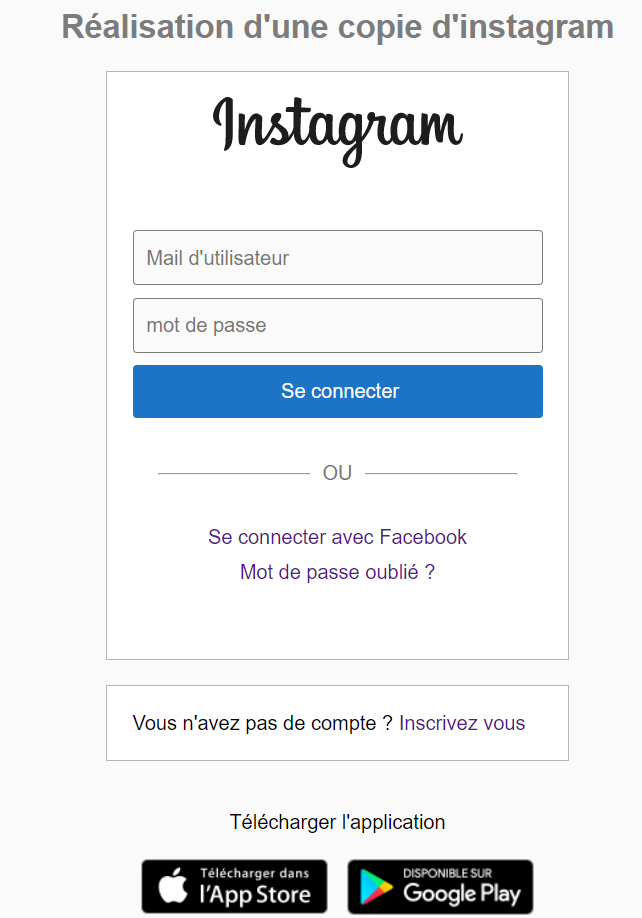 Réalisation d'une copie d'instagram
Instagram
Mail d'utilisateur
mot de passe
Se connecter
OU
Se connecter avec Facebook
Mot de passe oublié ?
Vous n'avez pas de compte ? Inscrivez vous
Télécharger l'application
Télécharger dans
l'App Store
DISPONIBLE SUR
Google Play